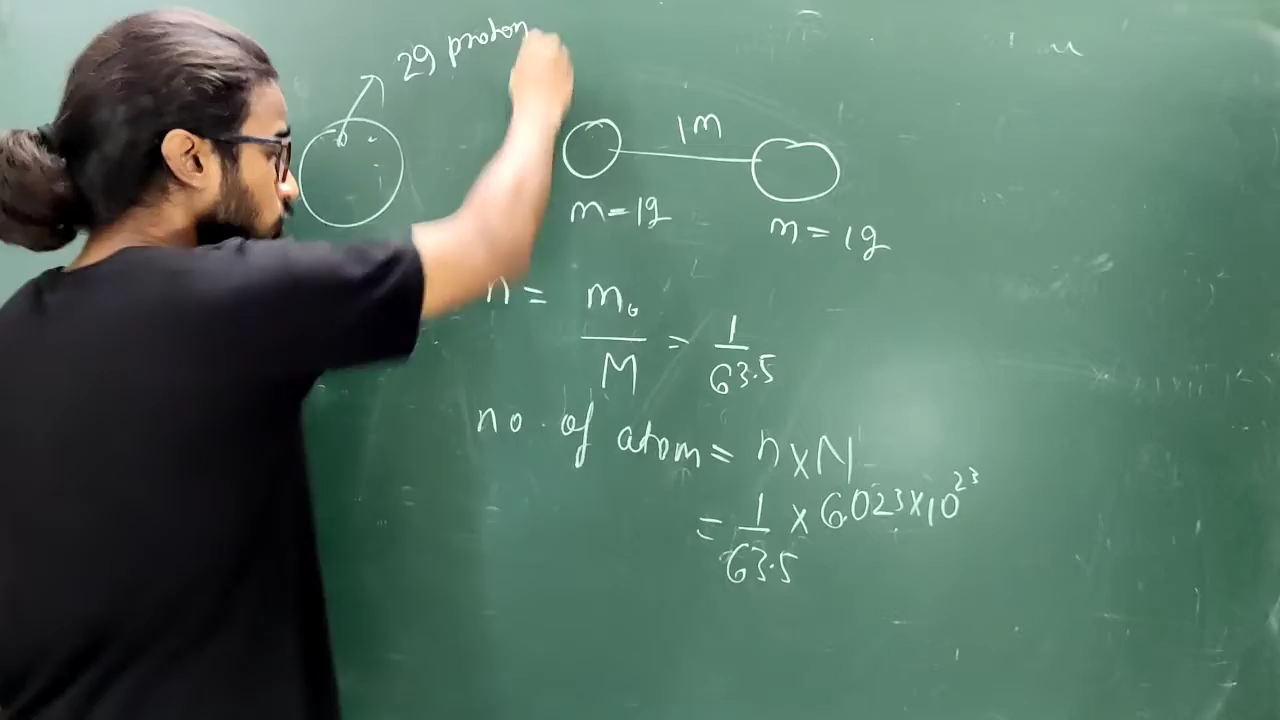 29 proton
1m
m=1g
m=1g
n = m₀/M = 1/63.5
no. of atom = n×N
= 1/63.5 × 6.023×10²³